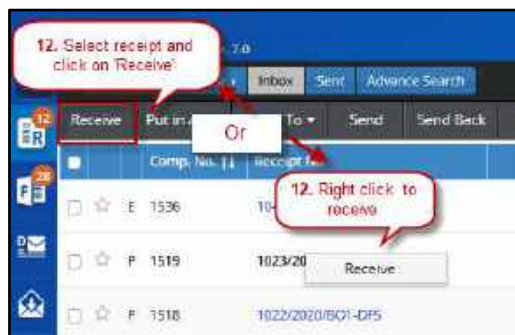 12. Select receipt and
click on 'Receive'
7.0
Inbox Sent Advance Search
12
Receive Put in To Send Send Back
Or
R
Comp. No. Receipt
28
12. Right click to
receive
E 1536 10
F
P 1519 1023/20
Receive
D
P 1518 1022/2020/BO1-DFS